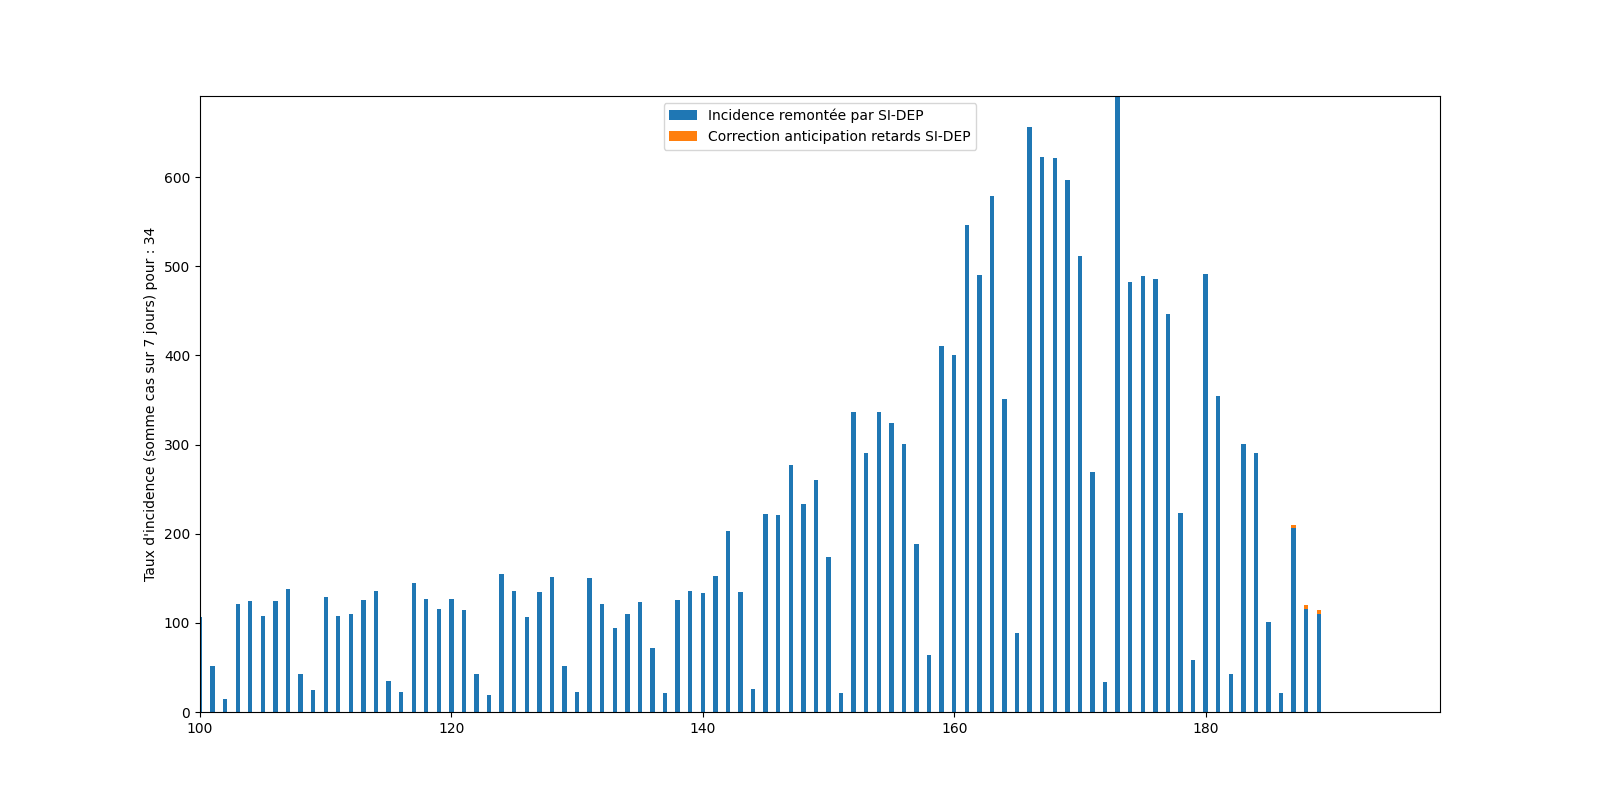 Incidence remontée par SI-DEP
Correction anticipation retards SI-DEP
Taux d'incidence (somme cas sur 7 jours) pour : 34
600
500
400
300
200
100
0
100 120 140 160 180